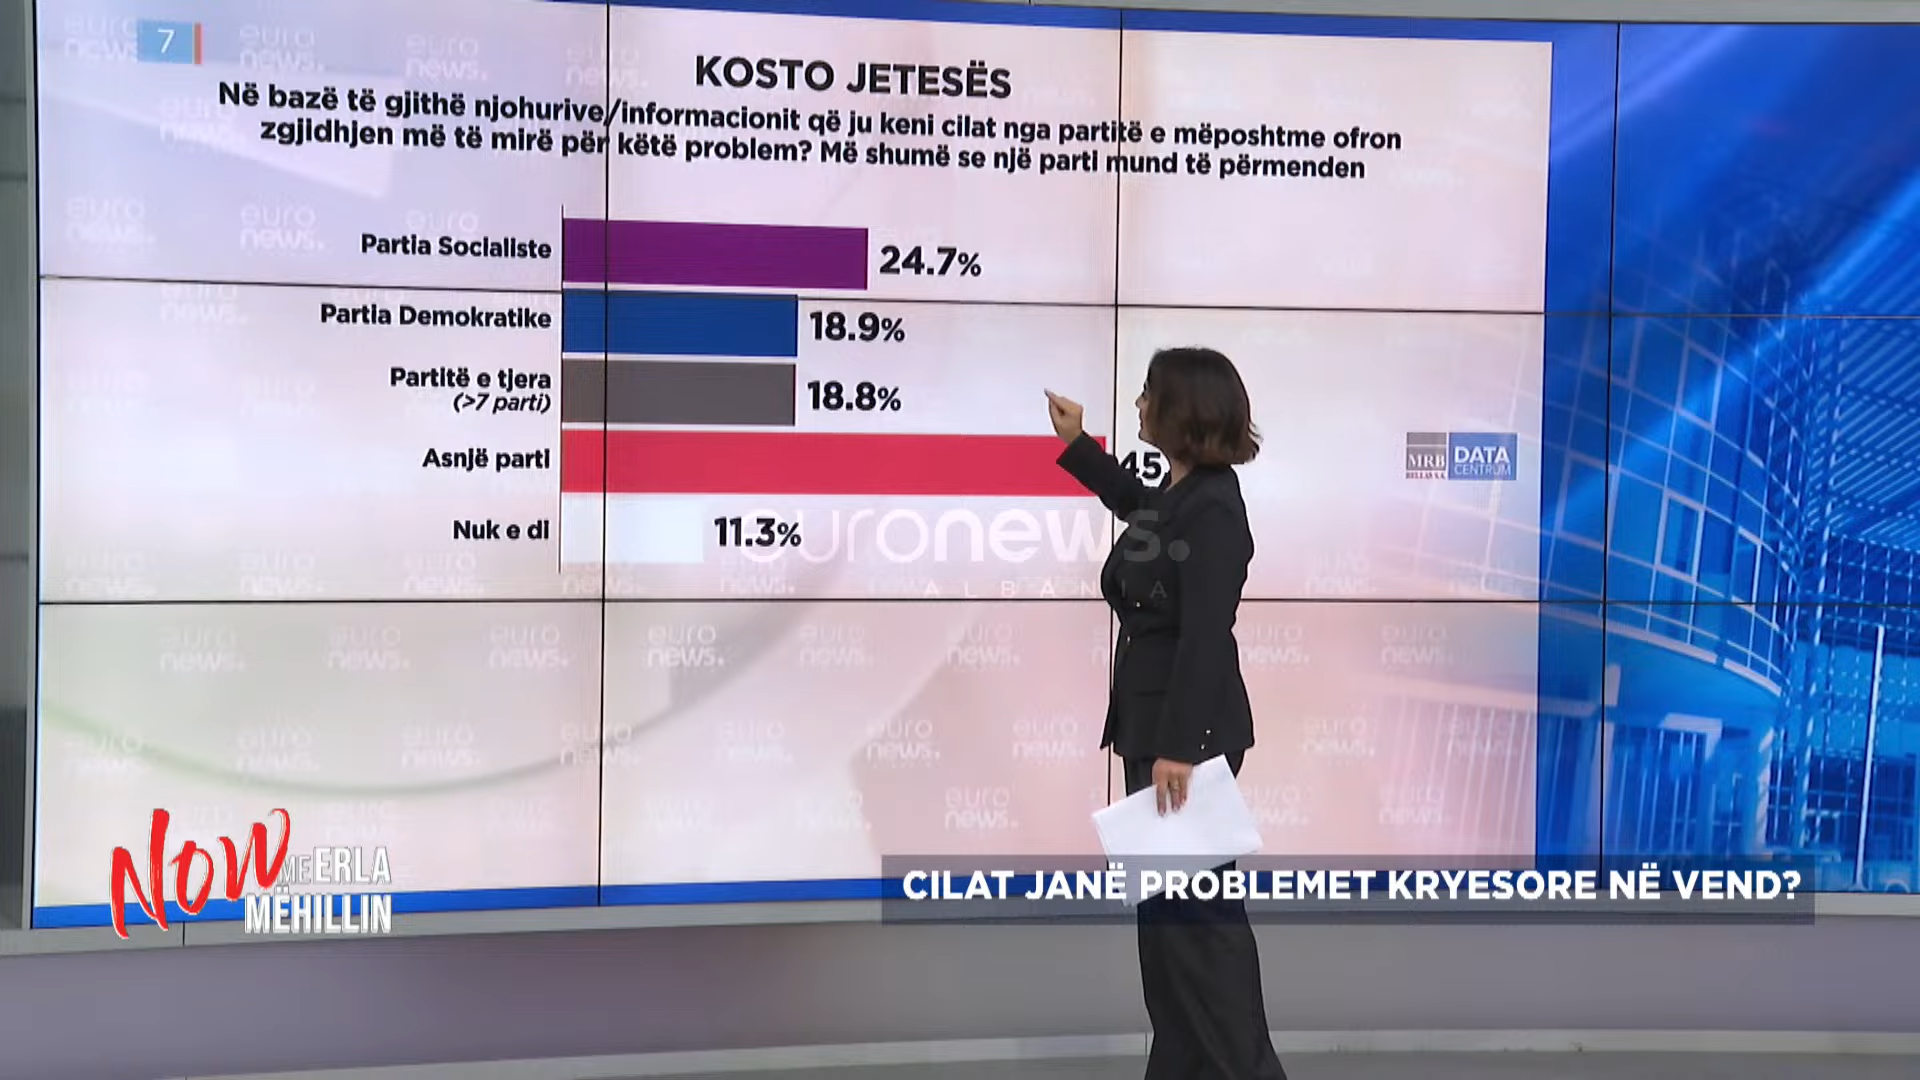 7
KOSTO JETESËS
Në bazë të gjithë njohurive/informacionit që ju keni cilat nga partitë e mëposhtme ofron
zgjidhjen më të mirë për këtë problem? Më shumë se një parti mund të përmenden
Partia Socialiste 24.7%
Partia Demokratike 18.9%
Partitë e tjera 18.8%
(>7 parti)
Asnjë parti 45
Nuk e di 11.3%
MRB DATA
CENTRUM
euronews.
ALBANIA
NOW ME ERLA
MËHILLIN
CILAT JANË PROBLEMET KRYESORE NË VEND?